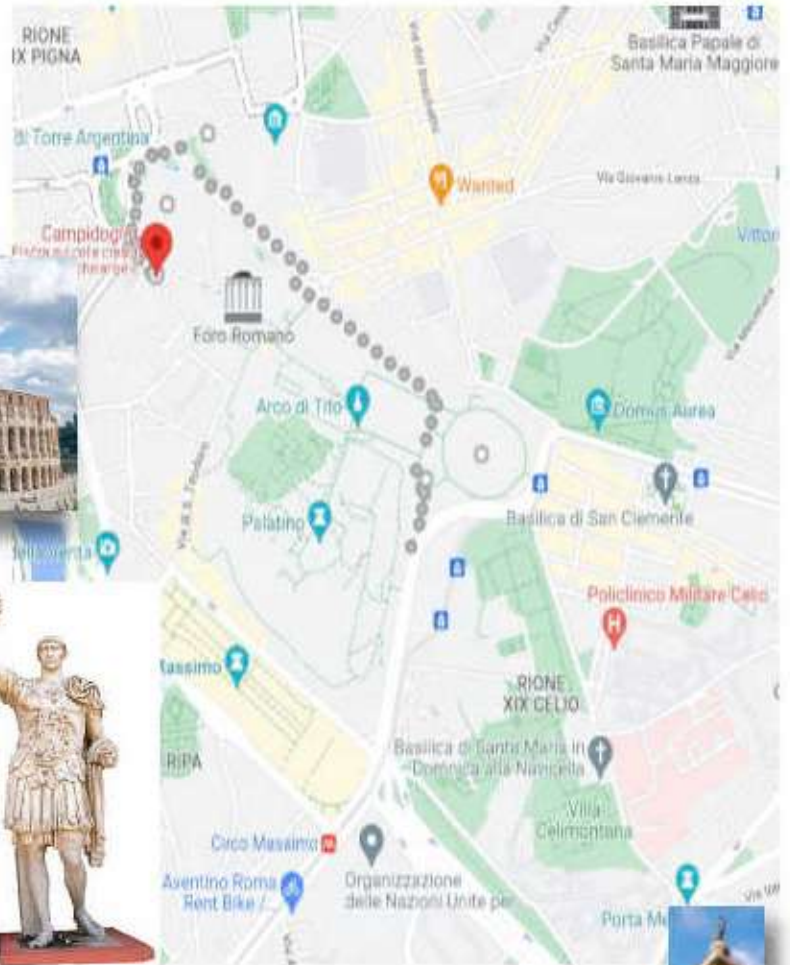 RIONE
IX PIGNA
Basilica Papale di
Santa Maria Maggiore
di Torre Argentina
Wanted
Via Giovanni Lanza
Campidog
Foro Romano
Arco di Tito
Domus Aurea
Palatino
Basilica di San Clemente
Policlinico Militare Celio
H
Massimo
RIONE
XIX CELIO
RIPA
Basilica di Santa Maria in
Domnica alla Navicella
Villa
Celimontana
Circo Massimo M
Aventino Roma
Rent Bike /
Organizzazione
delle Nazioni Unite per
Porta Me